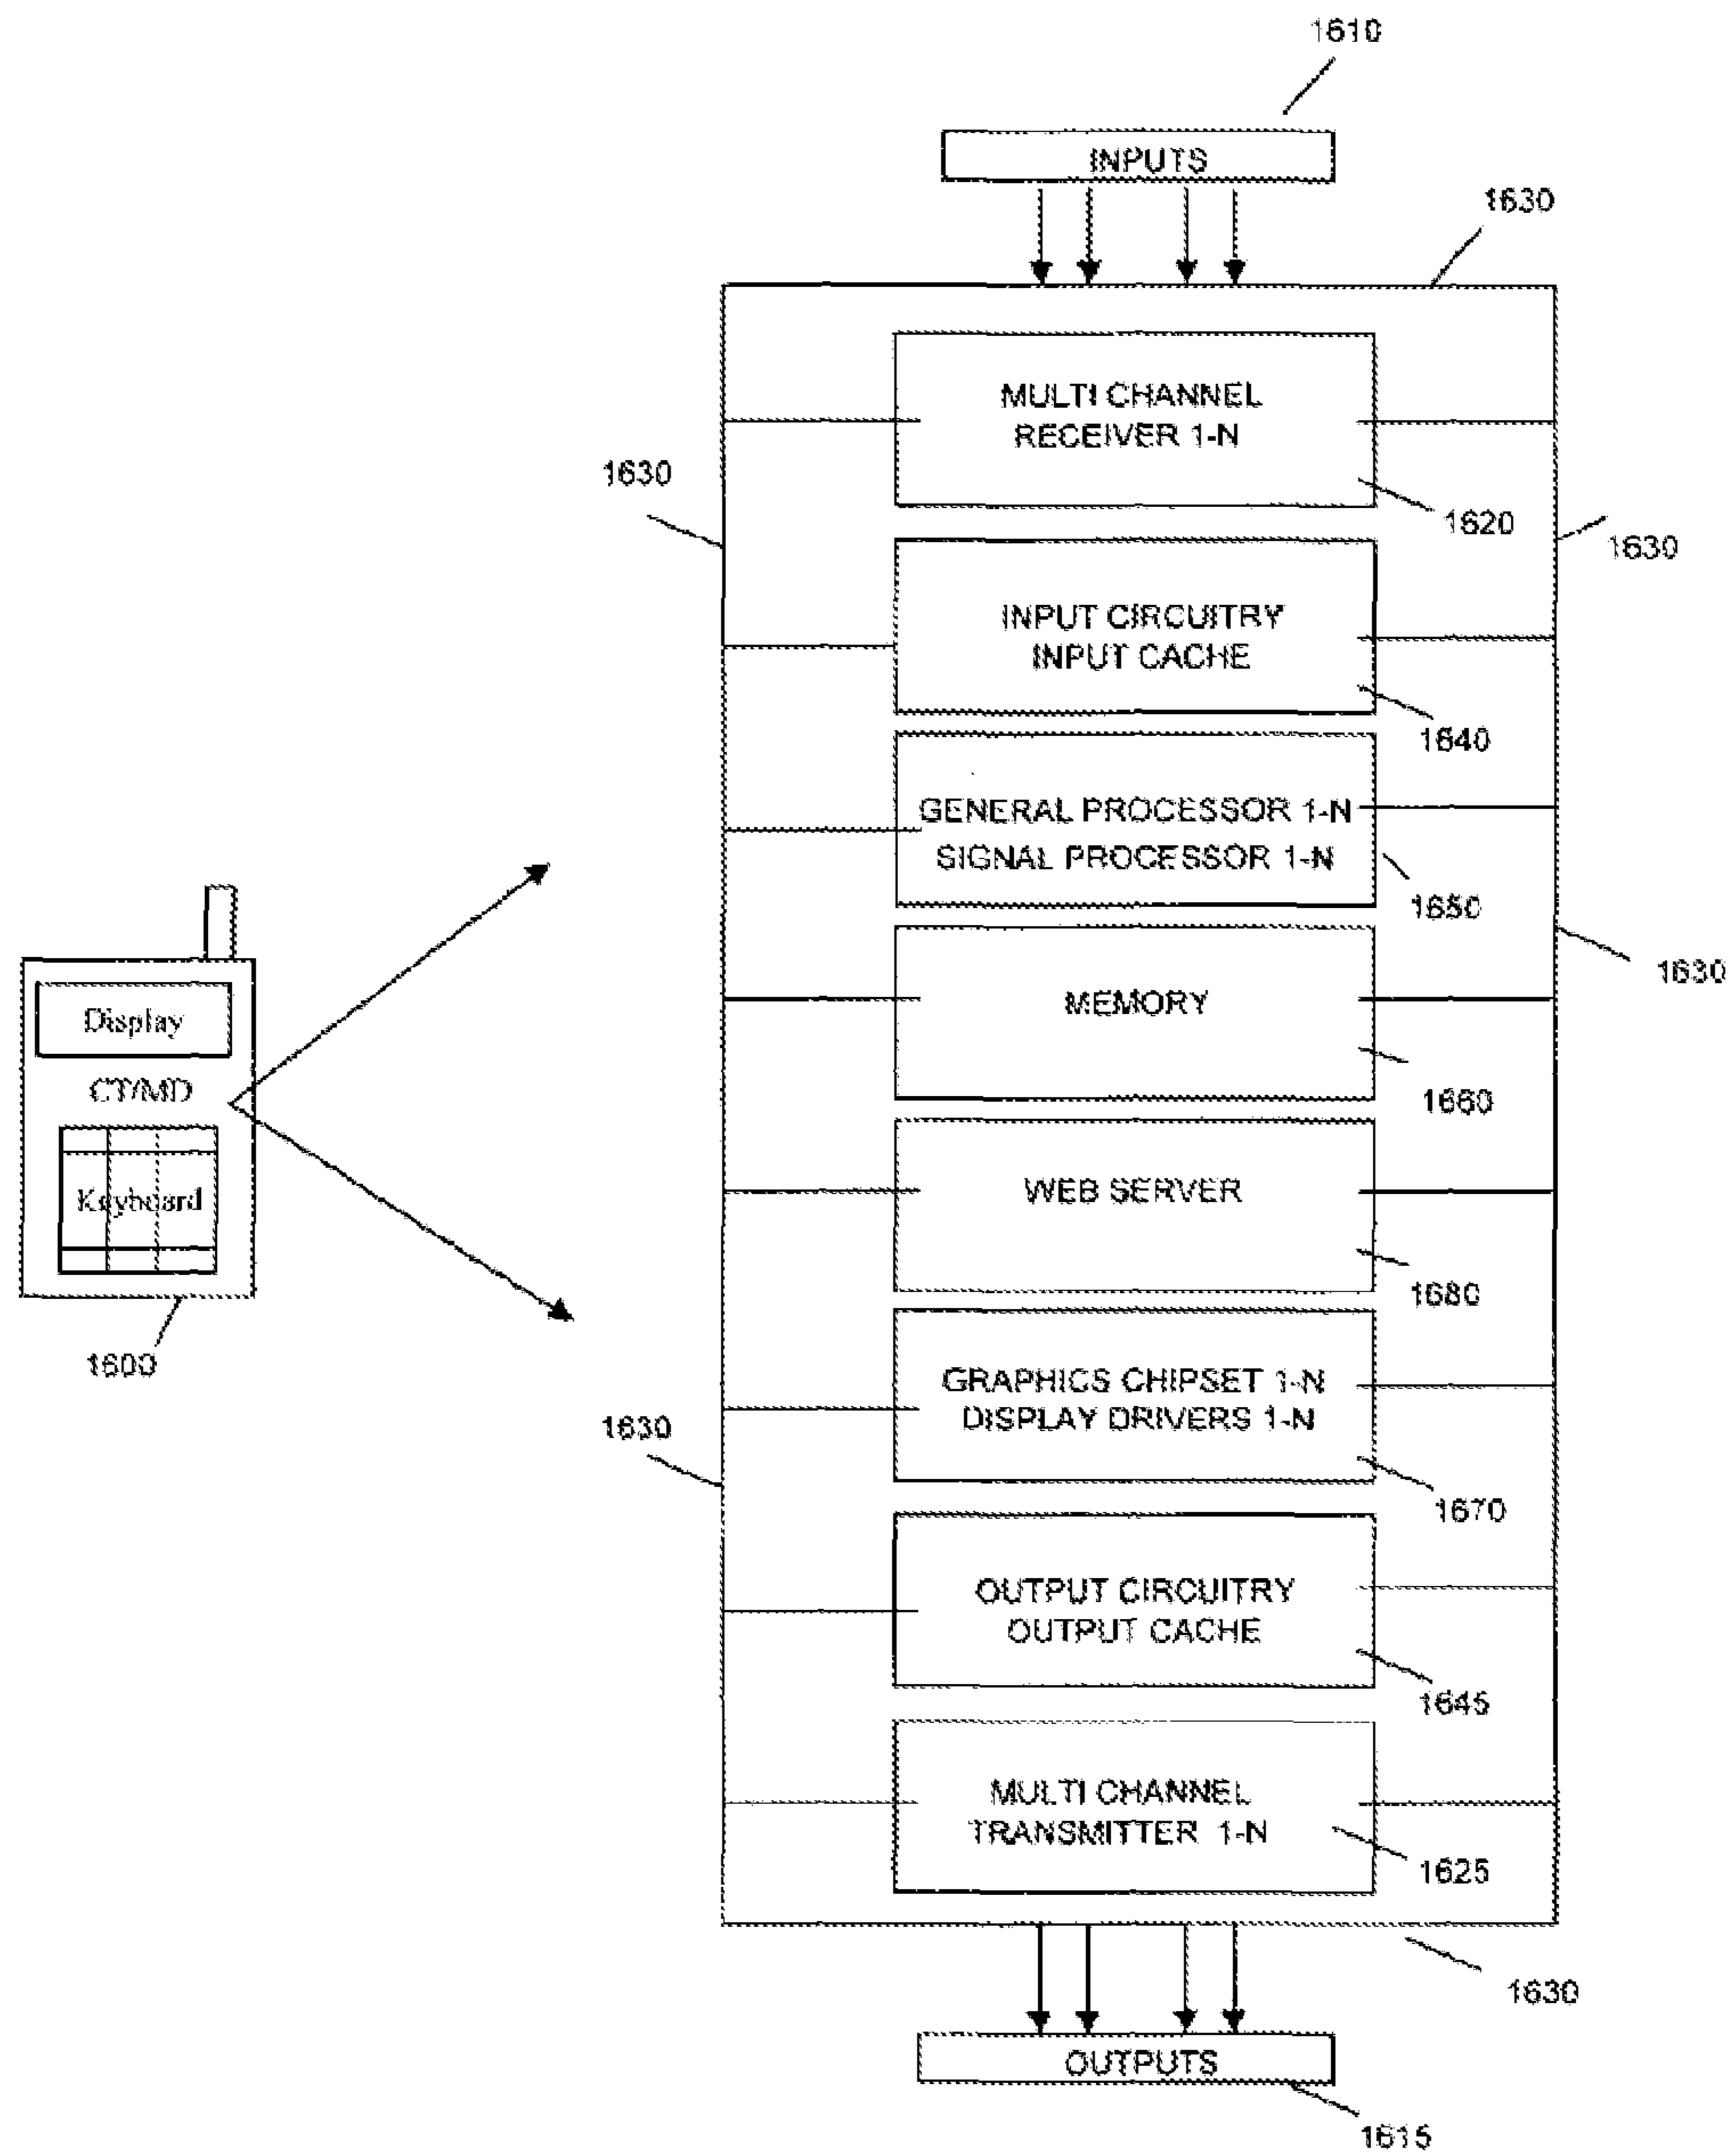 1610
INPUTS
1630
MULTI CHANNEL
RECEIVER 1-N
1630
1620
1630
INPUT CIRCUITRY
INPUT CACHE
1640
GENERAL PROCESSOR 1-N
SIGNAL PROCESSOR 1-N
1650
1630
MEMORY
1660
Display
CT/MD
Keyboard
1600
WEB SERVER
1680
GRAPHICS CHIPSET 1-N
DISPLAY DRIVERS 1-N
1630
1670
OUTPUT CIRCUITRY
OUTPUT CACHE
1645
MULTI CHANNEL
TRANSMITTER 1-N
1625
1630
OUTPUTS
1615